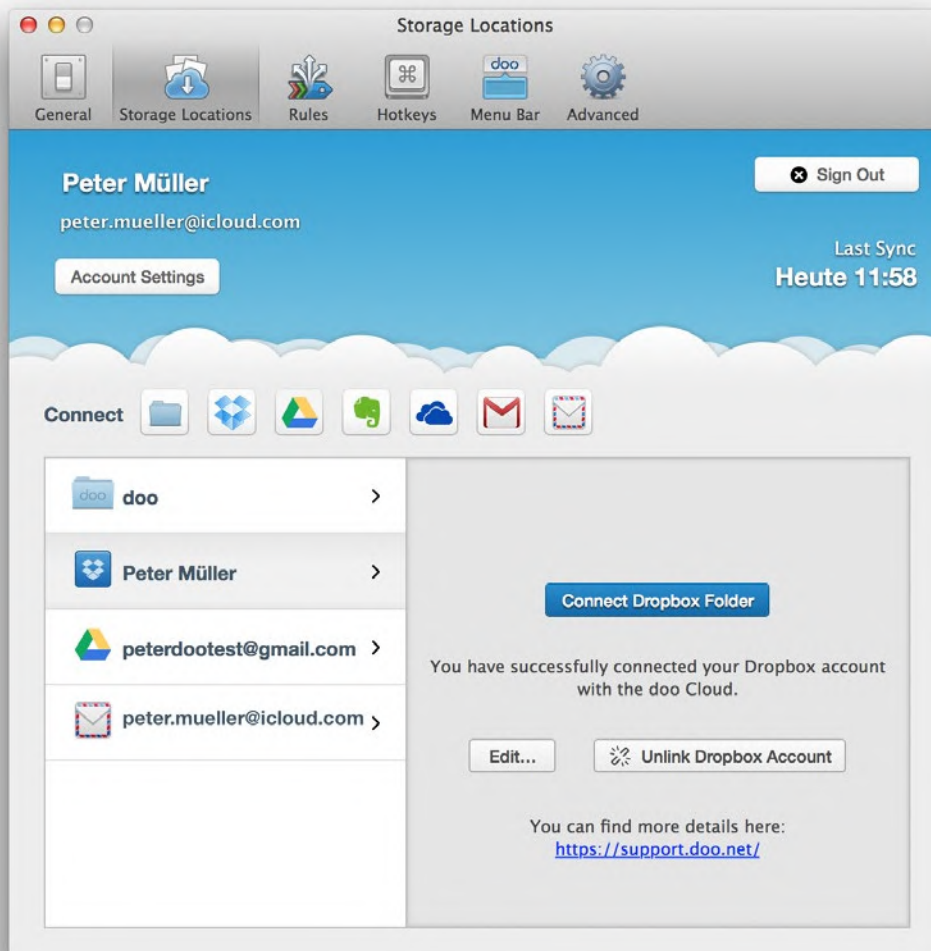 Storage Locations
doo
General Storage Locations Rules Hotkeys Menu Bar Advanced
Peter Müller
Sign Out
peter.mueller@icloud.com
Last Sync
Account Settings
Heute 11:58
Connect
doo doo
Peter Müller
Connect Dropbox Folder
peterdootest@gmail.com
You have successfully connected your Dropbox account
with the doo Cloud.
peter.mueller@icloud.com
Edit...
Unlink Dropbox Account
You can find more details here:
https://support.doo.net/